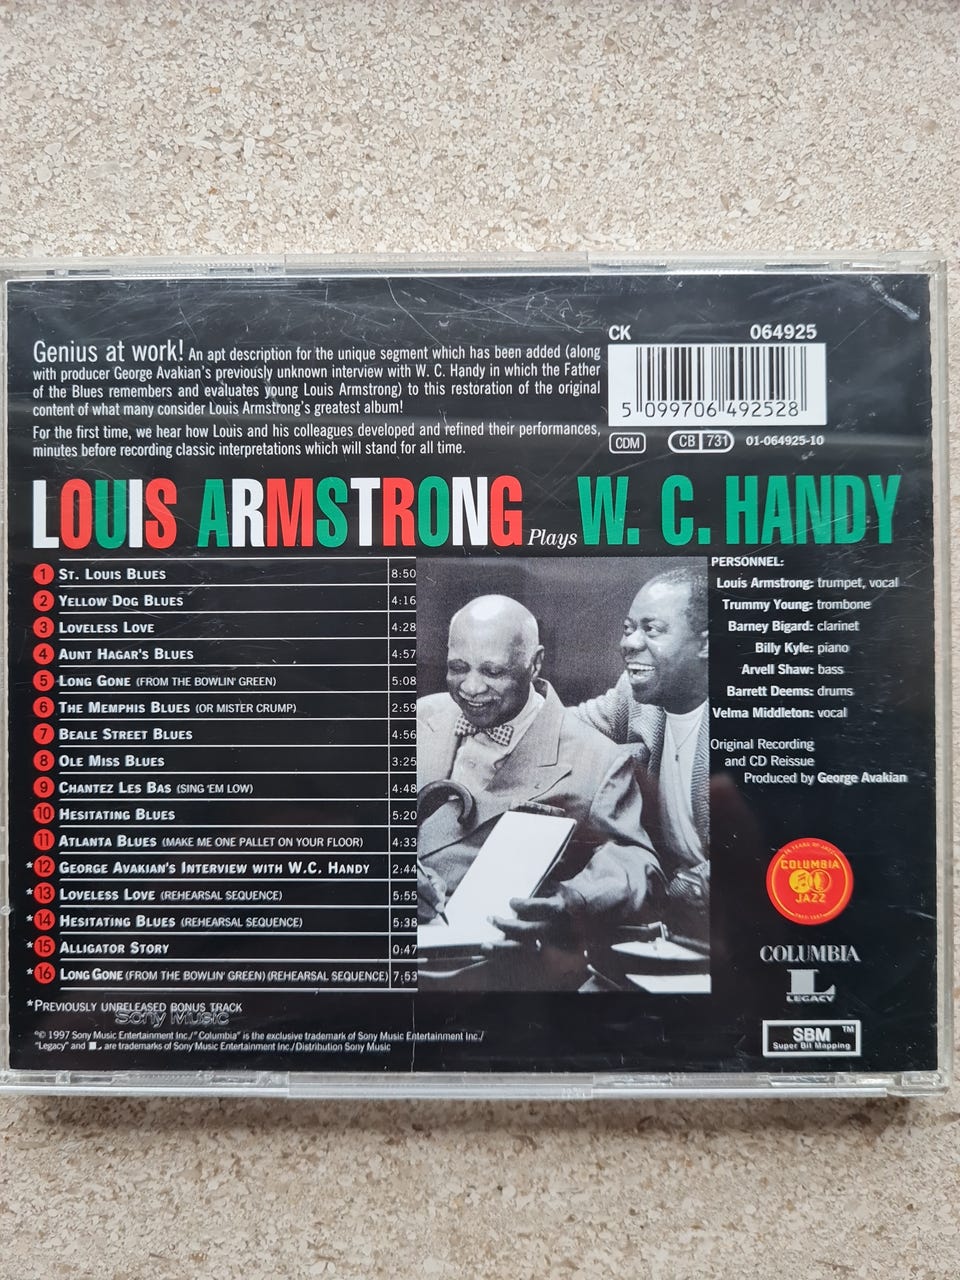 Genius at work! An apt description for the unique segment which has been added (along
with producer George Avakian's previously unknown interview with W. C. Handy in which the Father
of the Blues remembers and evaluates young Louis Armstrong) to this restoration of the original
content of what many consider Louis Armstrong's greatest album!
For the first time, we hear how Louis and his colleagues developed and refined their performances,
minutes before recording classic interpretations which will stand for all time.
CK 064925
5 099706 492528
CDM CB 731 01-064925-10
LOUIS ARMSTRONG Plays W. C. HANDY
1 ST. LOUIS BLUES 8:50
2 YELLOW DOG BLUES 4:16
3 LOVELESS LOVE 4:28
4 AUNT HAGAR'S BLUES 4:57
5 LONG GONE (FROM THE BOWLIN' GREEN) 5:08
6 THE MEMPHIS BLUES (OR MISTER CRUMP) 2:59
7 BEALE STREET BLUES 4:56
8 OLE MISS BLUES 3:25
9 CHANTEZ LES BAS (SING 'EM LOW) 4:48
10 HESITATING BLUES 5:20
11 ATLANTA BLUES (MAKE ME ONE PALLET ON YOUR FLOOR) 4:33
*12 GEORGE AVAKIAN'S INTERVIEW WITH W.C. HANDY 2:44
*13 LOVELESS LOVE (REHEARSAL SEQUENCE) 5:55
*14 HESITATING BLUES (REHEARSAL SEQUENCE) 5:38
*15 ALLIGATOR STORY 0:47
*16 LONG GONE (FROM THE BOWLIN' GREEN) (REHEARSAL SEQUENCE) 7:53
*PREVIOUSLY UNRELEASED BONUS TRACK
Sony Music
℗© 1997 Sony Music Entertainment Inc./"Columbia" is the exclusive trademark of Sony Music Entertainment Inc./
"Legacy" and are trademarks of Sony Music Entertainment Inc./Distribution Sony Music
PERSONNEL:
Louis Armstrong: trumpet, vocal
Trummy Young: trombone
Barney Bigard: clarinet
Billy Kyle: piano
Arvell Shaw: bass
Barrett Deems: drums
Velma Middleton: vocal
Original Recording
and CD Reissue
Produced by George Avakian
COLUMBIA
JAZZ
COLUMBIA
L
LEGACY
SBM™
Super Bit Mapping